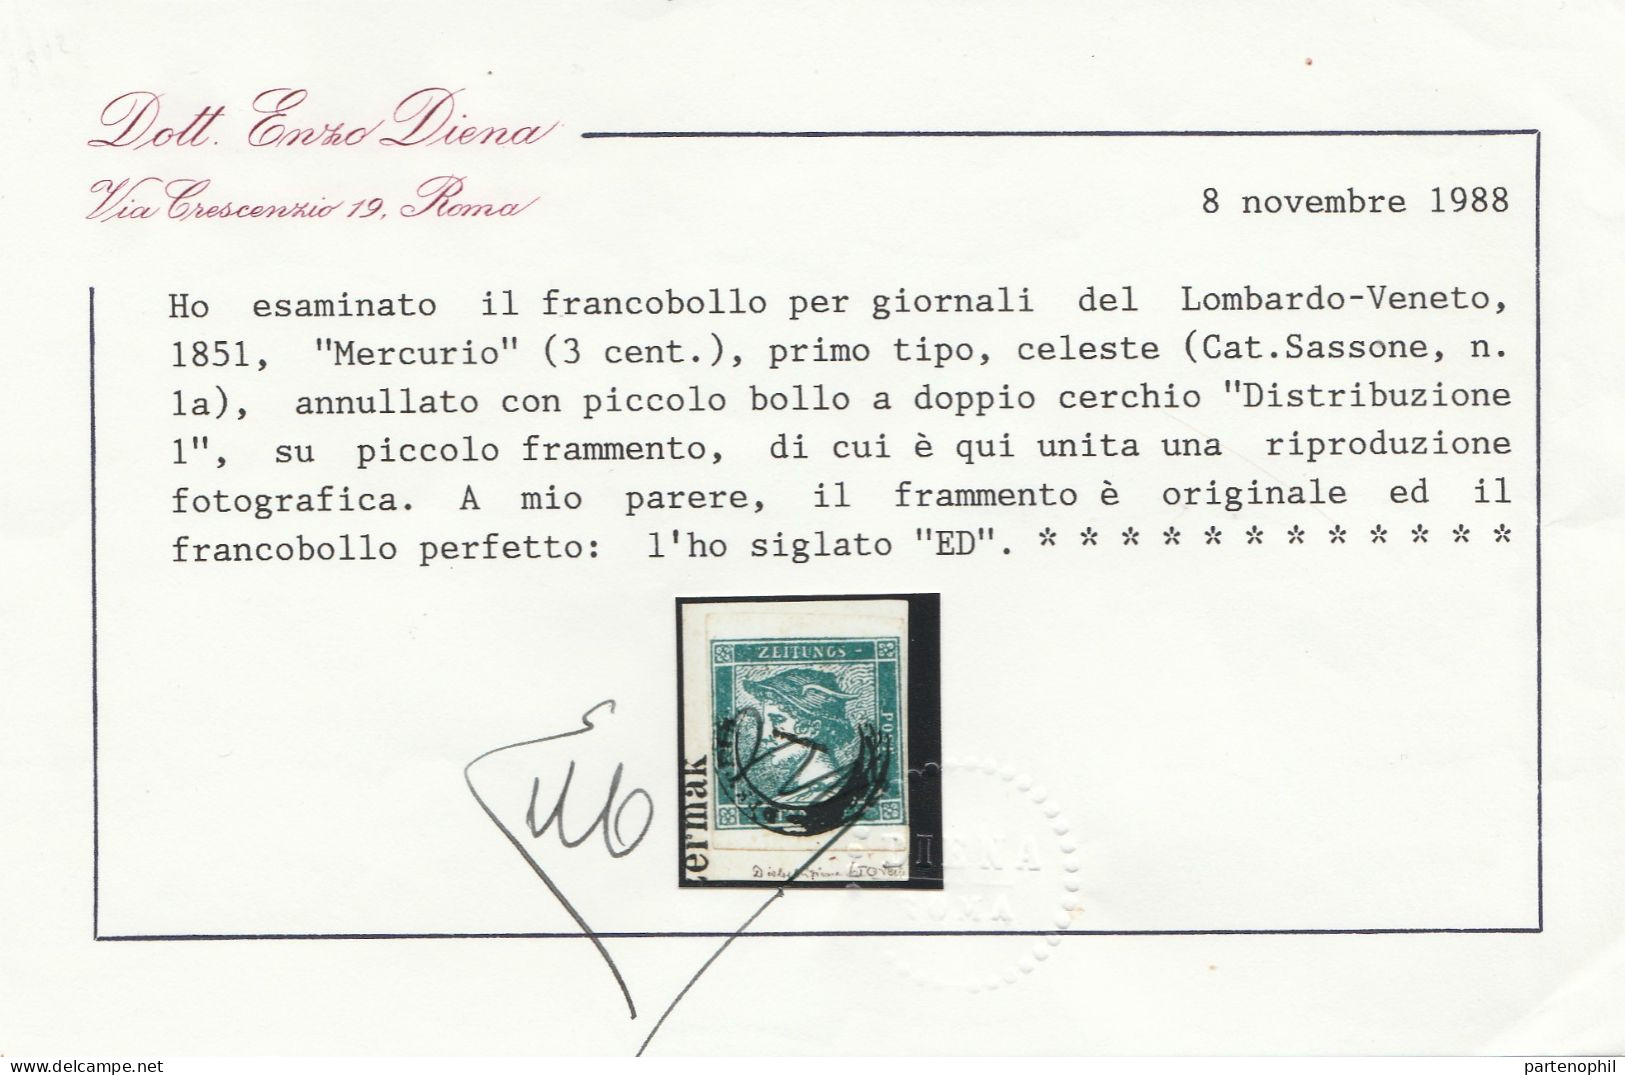 Dott. Enzo Diena
Via Crescenzio 19, Roma
8 novembre 1988
Ho esaminato il francobollo per giornali del Lombardo-Veneto,
1851, "Mercurio" (3 cent.), primo tipo, celeste (Cat.Sassone, n.
1a), annullato con piccolo bollo a doppio cerchio "Distribuzione
1", su piccolo frammento, di cui è qui unita una riproduzione
fotografica. A mio parere, il frammento è originale ed il
francobollo perfetto: l'ho siglato "ED". * * * * * * * * * * * *
ZEITUNGS -
zermak
DIENA
ROMA
delcampe.net
partenophil